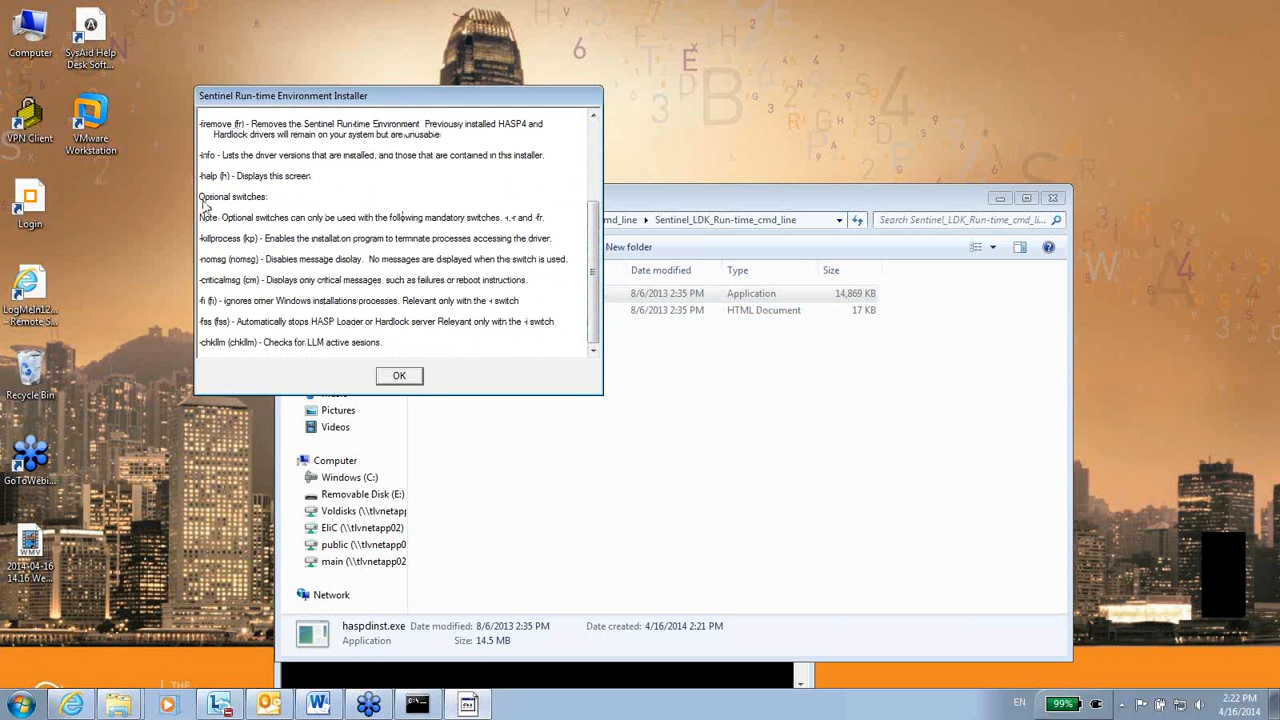 Computer
SysAid Help
Desk Soft...
VPN Client
VMware
Workstation
Login
LogMeIn12...
– Remote S...
Recycle Bin
GoToWebi...
WMV
2014-04-16
14.16 We...
Sentinel Run-time Environment Installer
-fremove (fr) - Removes the Sentinel Run-time Environment. Previously installed HASP4 and
Hardlock drivers will remain on your system but are unusable.
-info - Lists the driver versions that are installed, and those that are contained in this installer.
-help (h) - Displays this screen.
Optional switches:
Note: Optional switches can only be used with the following mandatory switches. -i,-r and -fr.
-killprocess (kp) - Enables the installation program to terminate processes accessing the driver.
-nomsg (nomsg) - Disables message display. No messages are displayed when this switch is used.
-criticalmsg (cm) - Displays only critical messages, such as failures or reboot instructions.
-fi (fi) - ignores other Windows installations processes. Relevant only with the -i switch
-fss (fss) - Automatically stops HASP Loader or Hardlock server Relevant only with the -i switch
-chkllm (chkllm) - Checks for LLM active sesions.
OK
md_line
Sentinel_LDK_Run-time_cmd_line
Search Sentinel_LDK_Run-time_cmd_li...
New folder
Date modified
Type
Size
8/6/2013 2:35 PM
Application
14,869 KB
8/6/2013 2:35 PM
HTML Document
17 KB
Pictures
Videos
Computer
Windows (C:)
Removable Disk (E:)
Voldisks (\\tlvnetapp
EliC (\\tlvnetapp02)
public (\\tlvnetapp0
main (\\tlvnetapp02
Network
haspdinst.exe
Date modified: 8/6/2013 2:35 PM
Date created: 4/16/2014 2:21 PM
Application
Size: 14.5 MB
THE
EN
99%
2:22 PM
4/16/2014